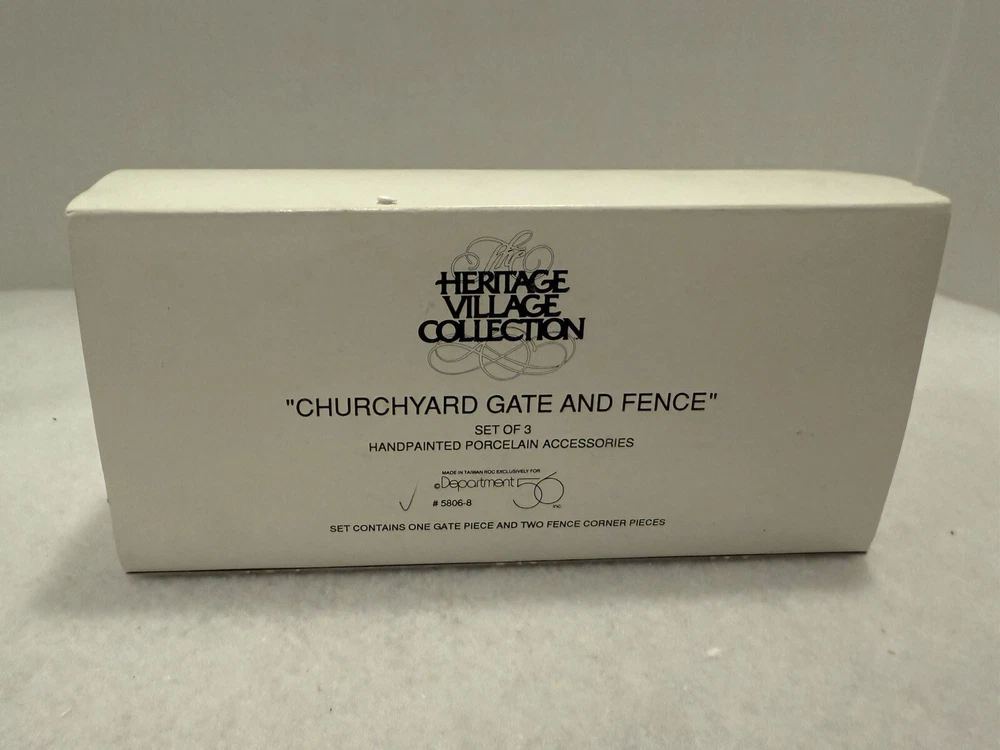 The
HERITAGE
VILLAGE
COLLECTION
"CHURCHYARD GATE AND FENCE"
SET OF 3
HANDPAINTED PORCELAIN ACCESSORIES
MADE IN TAIWAN ROC EXCLUSIVELY FOR
©Department 56 inc
# 5806-8
SET CONTAINS ONE GATE PIECE AND TWO FENCE CORNER PIECES